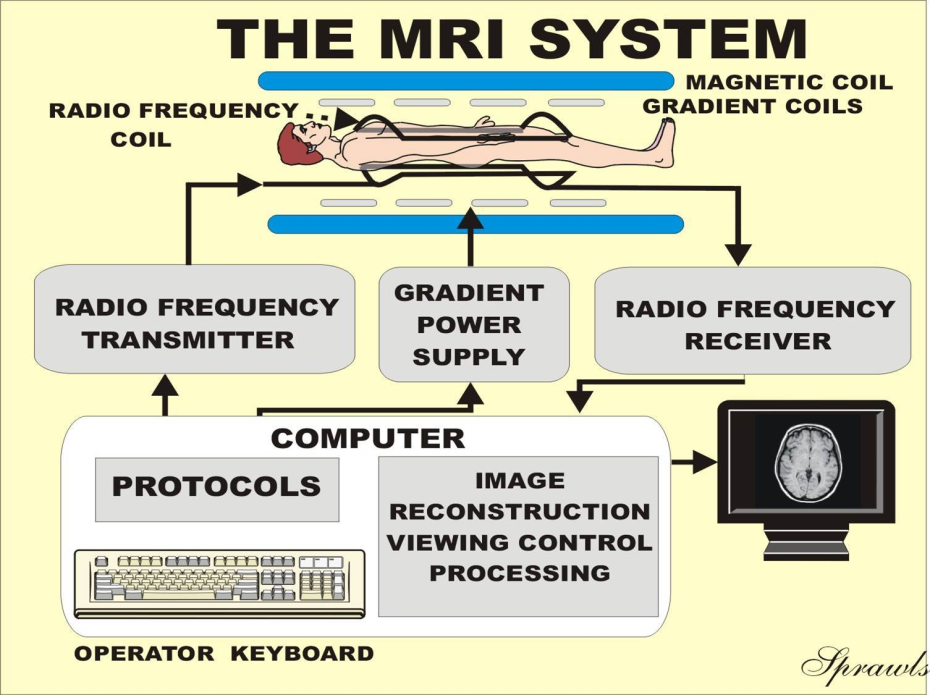 THE MRI SYSTEM
MAGNETIC COIL
GRADIENT COILS
RADIO FREQUENCY
COIL
RADIO FREQUENCY
TRANSMITTER
GRADIENT
POWER
SUPPLY
RADIO FREQUENCY
RECEIVER
COMPUTER
PROTOCOLS
IMAGE
RECONSTRUCTION
VIEWING CONTROL
PROCESSING
OPERATOR KEYBOARD
Sprawls